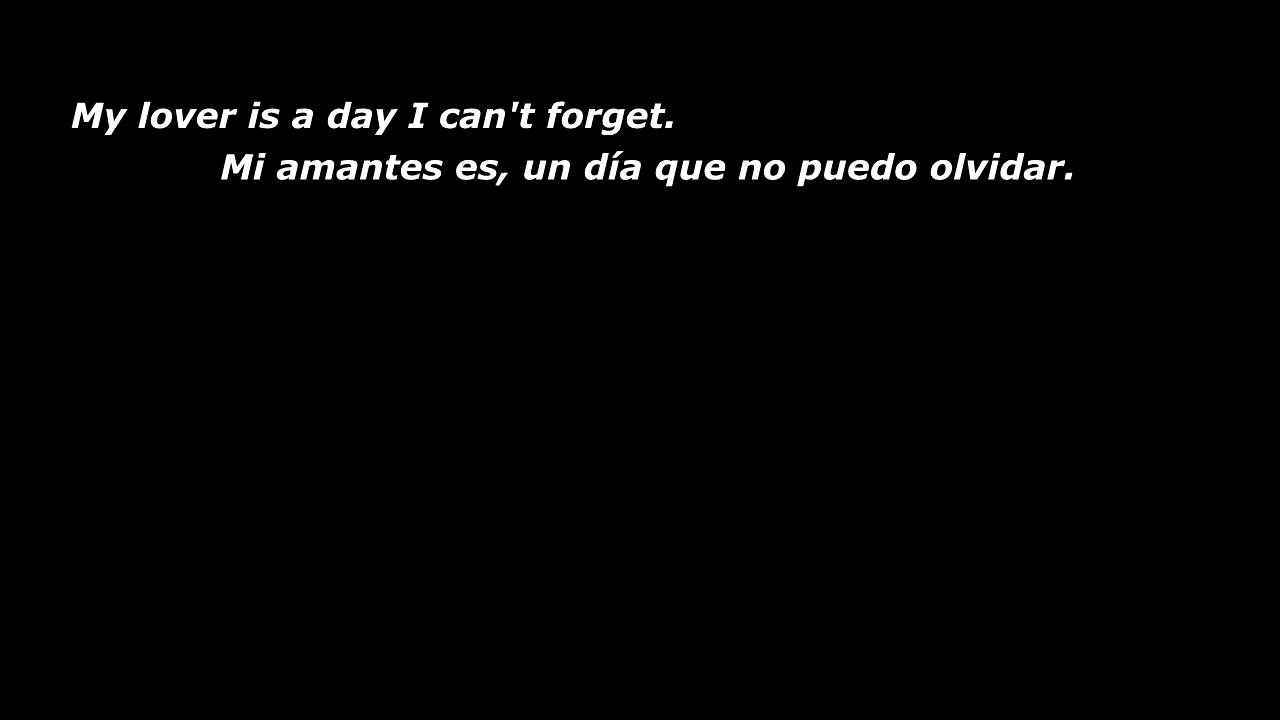 My lover is a day I can't forget.
Mi amantes es, un día que no puedo olvidar.